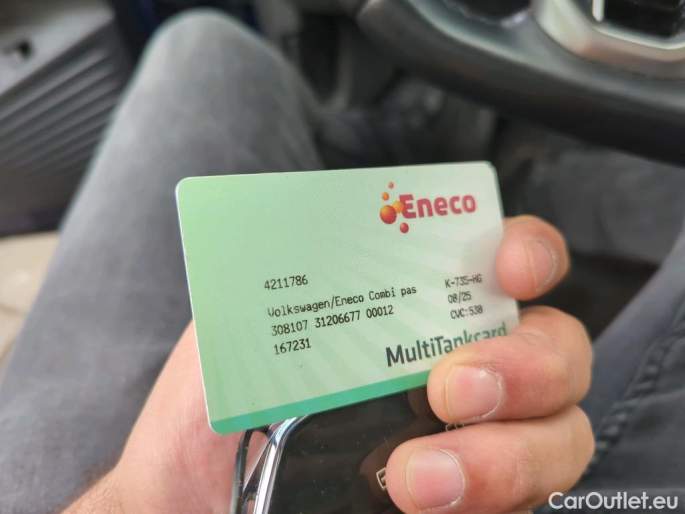 Eneco
4211786
Volkswagen/Eneco Combi pas
K-735-HG
308107 31206677 00012
08/25
167231
CVC:538
MultiTankcard
CarOutlet.eu